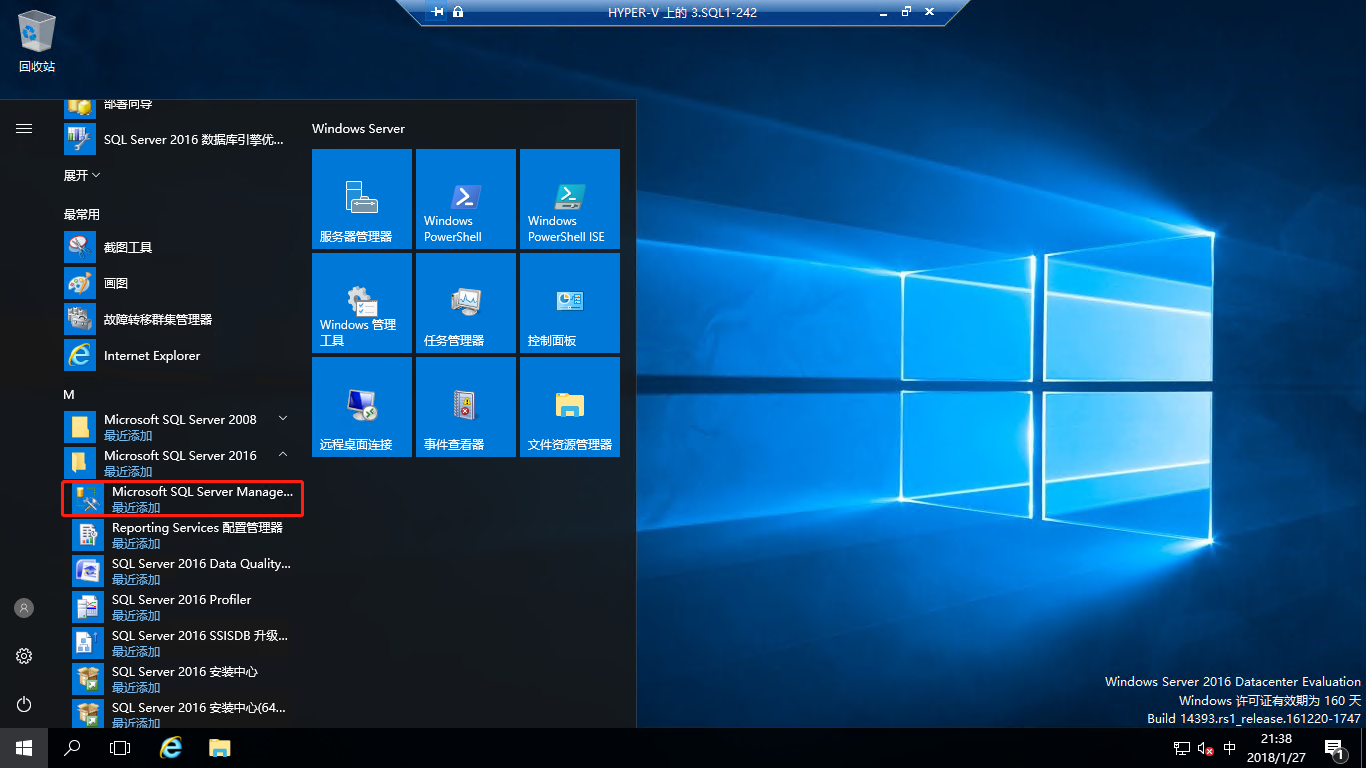 HYPER-V 上的 3.SQL1-242
回收站
部署向导
SQL Server 2016 数据库引擎优...
展开
最常用
截图工具
画图
故障转移群集管理器
Internet Explorer
M
Microsoft SQL Server 2008
最近添加
Microsoft SQL Server 2016
最近添加
Microsoft SQL Server Manage...
最近添加
Reporting Services 配置管理器
最近添加
SQL Server 2016 Data Quality...
最近添加
SQL Server 2016 Profiler
最近添加
SQL Server 2016 SSISDB 升级...
最近添加
SQL Server 2016 安装中心
最近添加
SQL Server 2016 安装中心(64...
最近添加
Windows Server
服务器管理器
Windows
PowerShell
Windows
PowerShell ISE
Windows 管理
工具
任务管理器
控制面板
远程桌面连接
事件查看器
文件资源管理器
Windows Server 2016 Datacenter Evaluation
Windows 许可证有效期为 160 天
Build 14393.rs1_release.161220-1747
中
21:38
2018/1/27
1